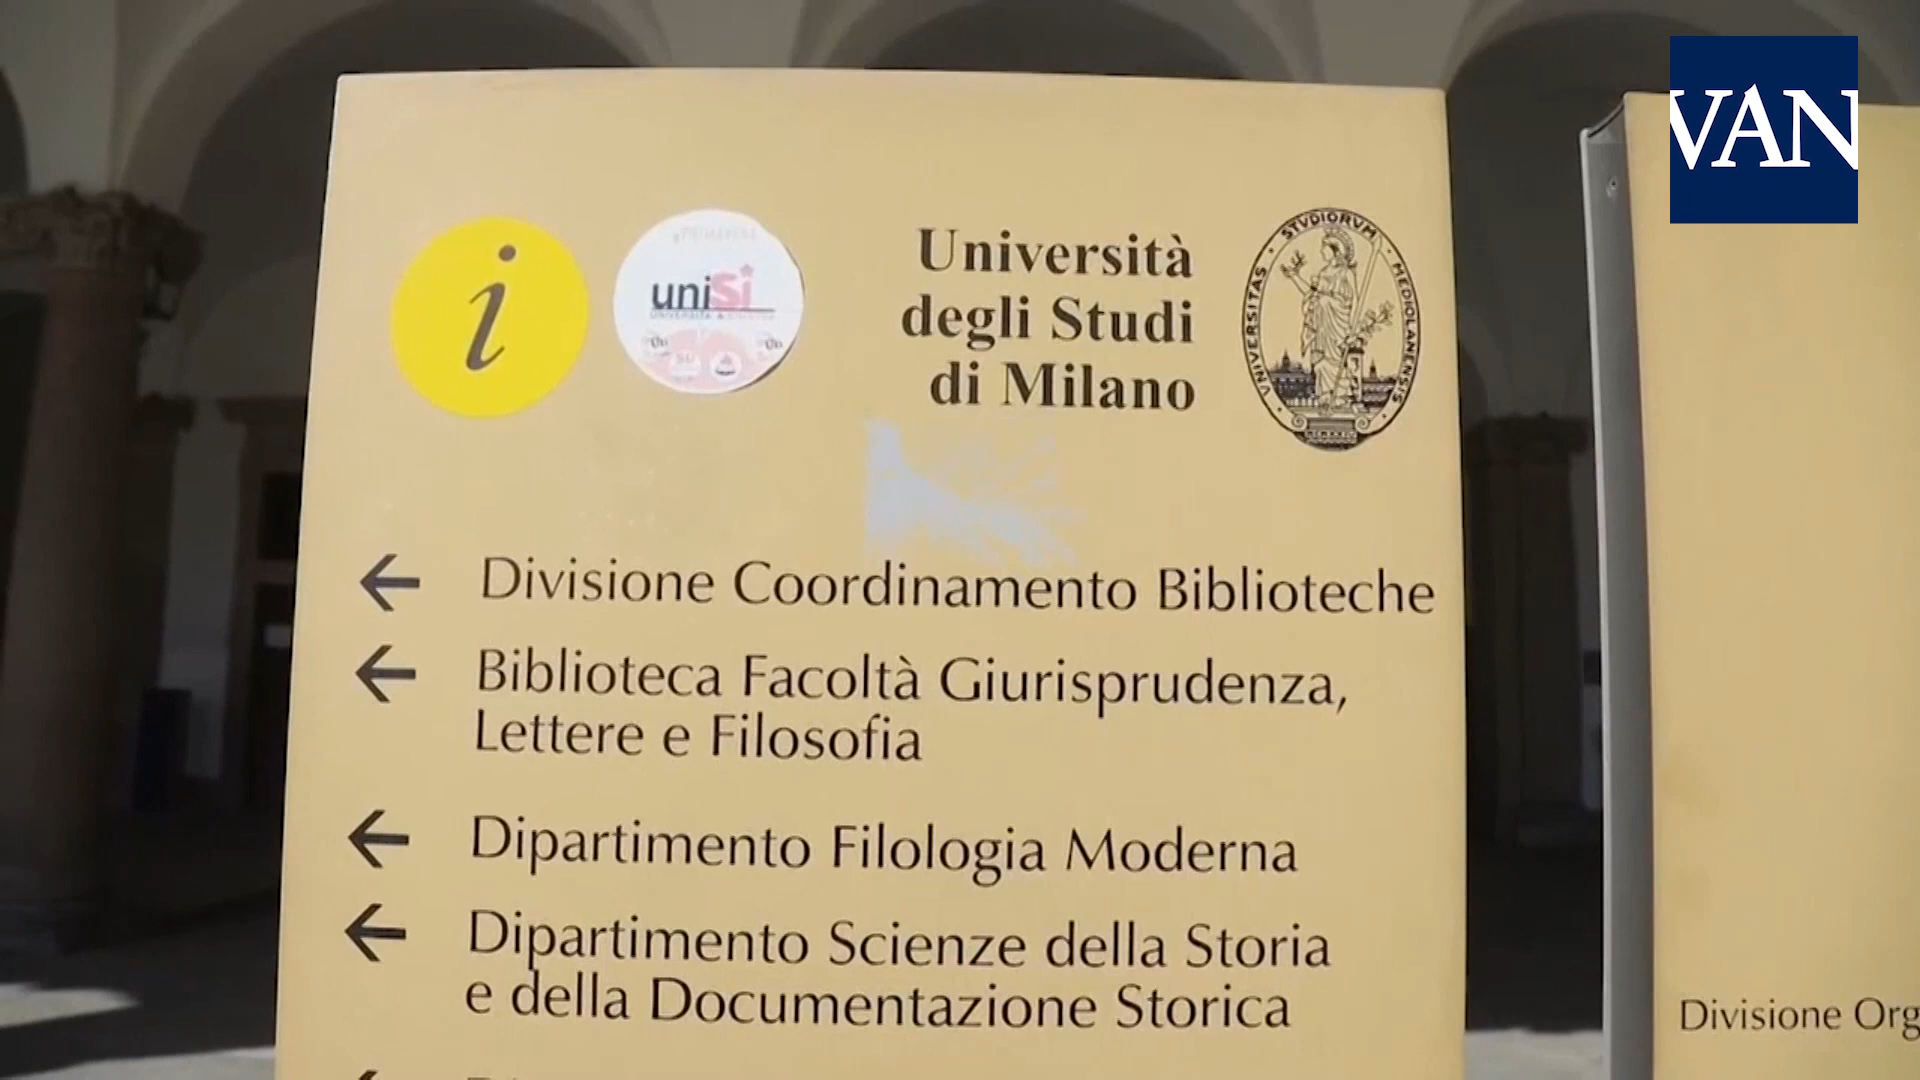 VAN
i
uniSi
Università
degli Studi
di Milano
UNIVERSITAS STVDIORVM MEDIOLANENSIS
Divisione Coordinamento Biblioteche
Biblioteca Facoltà Giurisprudenza,
Lettere e Filosofia
Dipartimento Filologia Moderna
Dipartimento Scienze della Storia
e della Documentazione Storica
Divisione Org